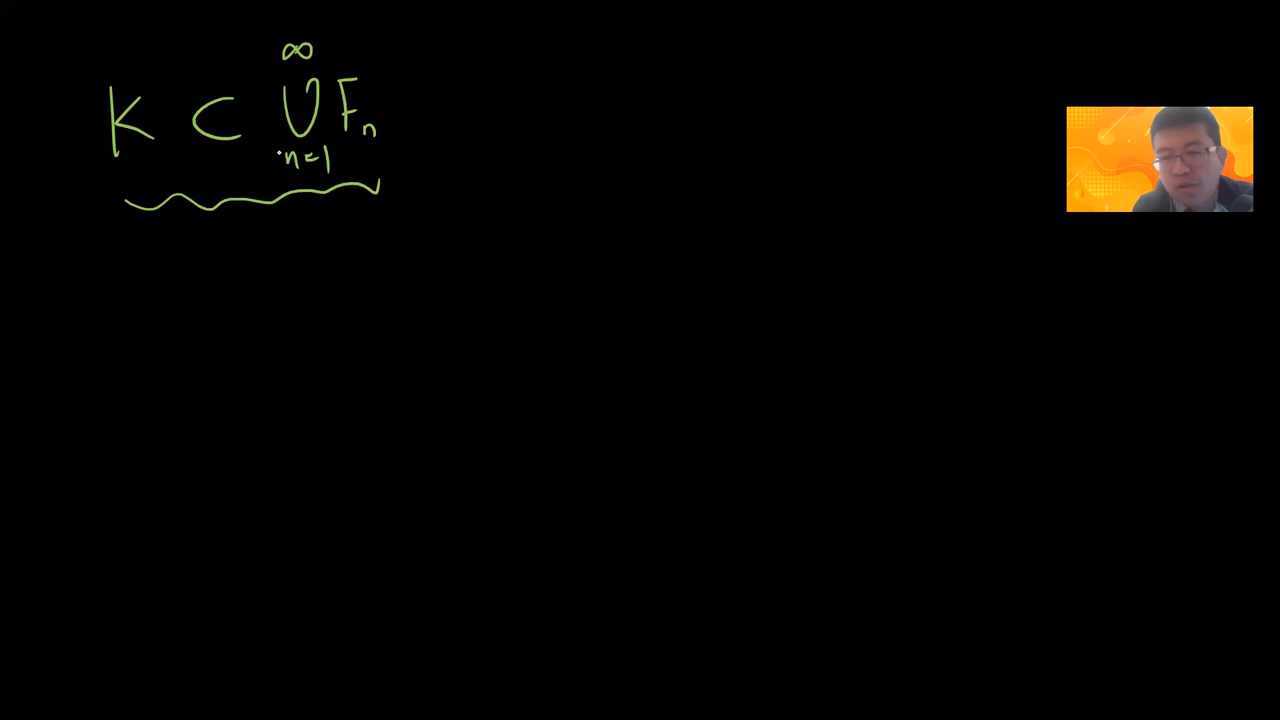 K ⊂ ∞ ⋃ n=1 Fn